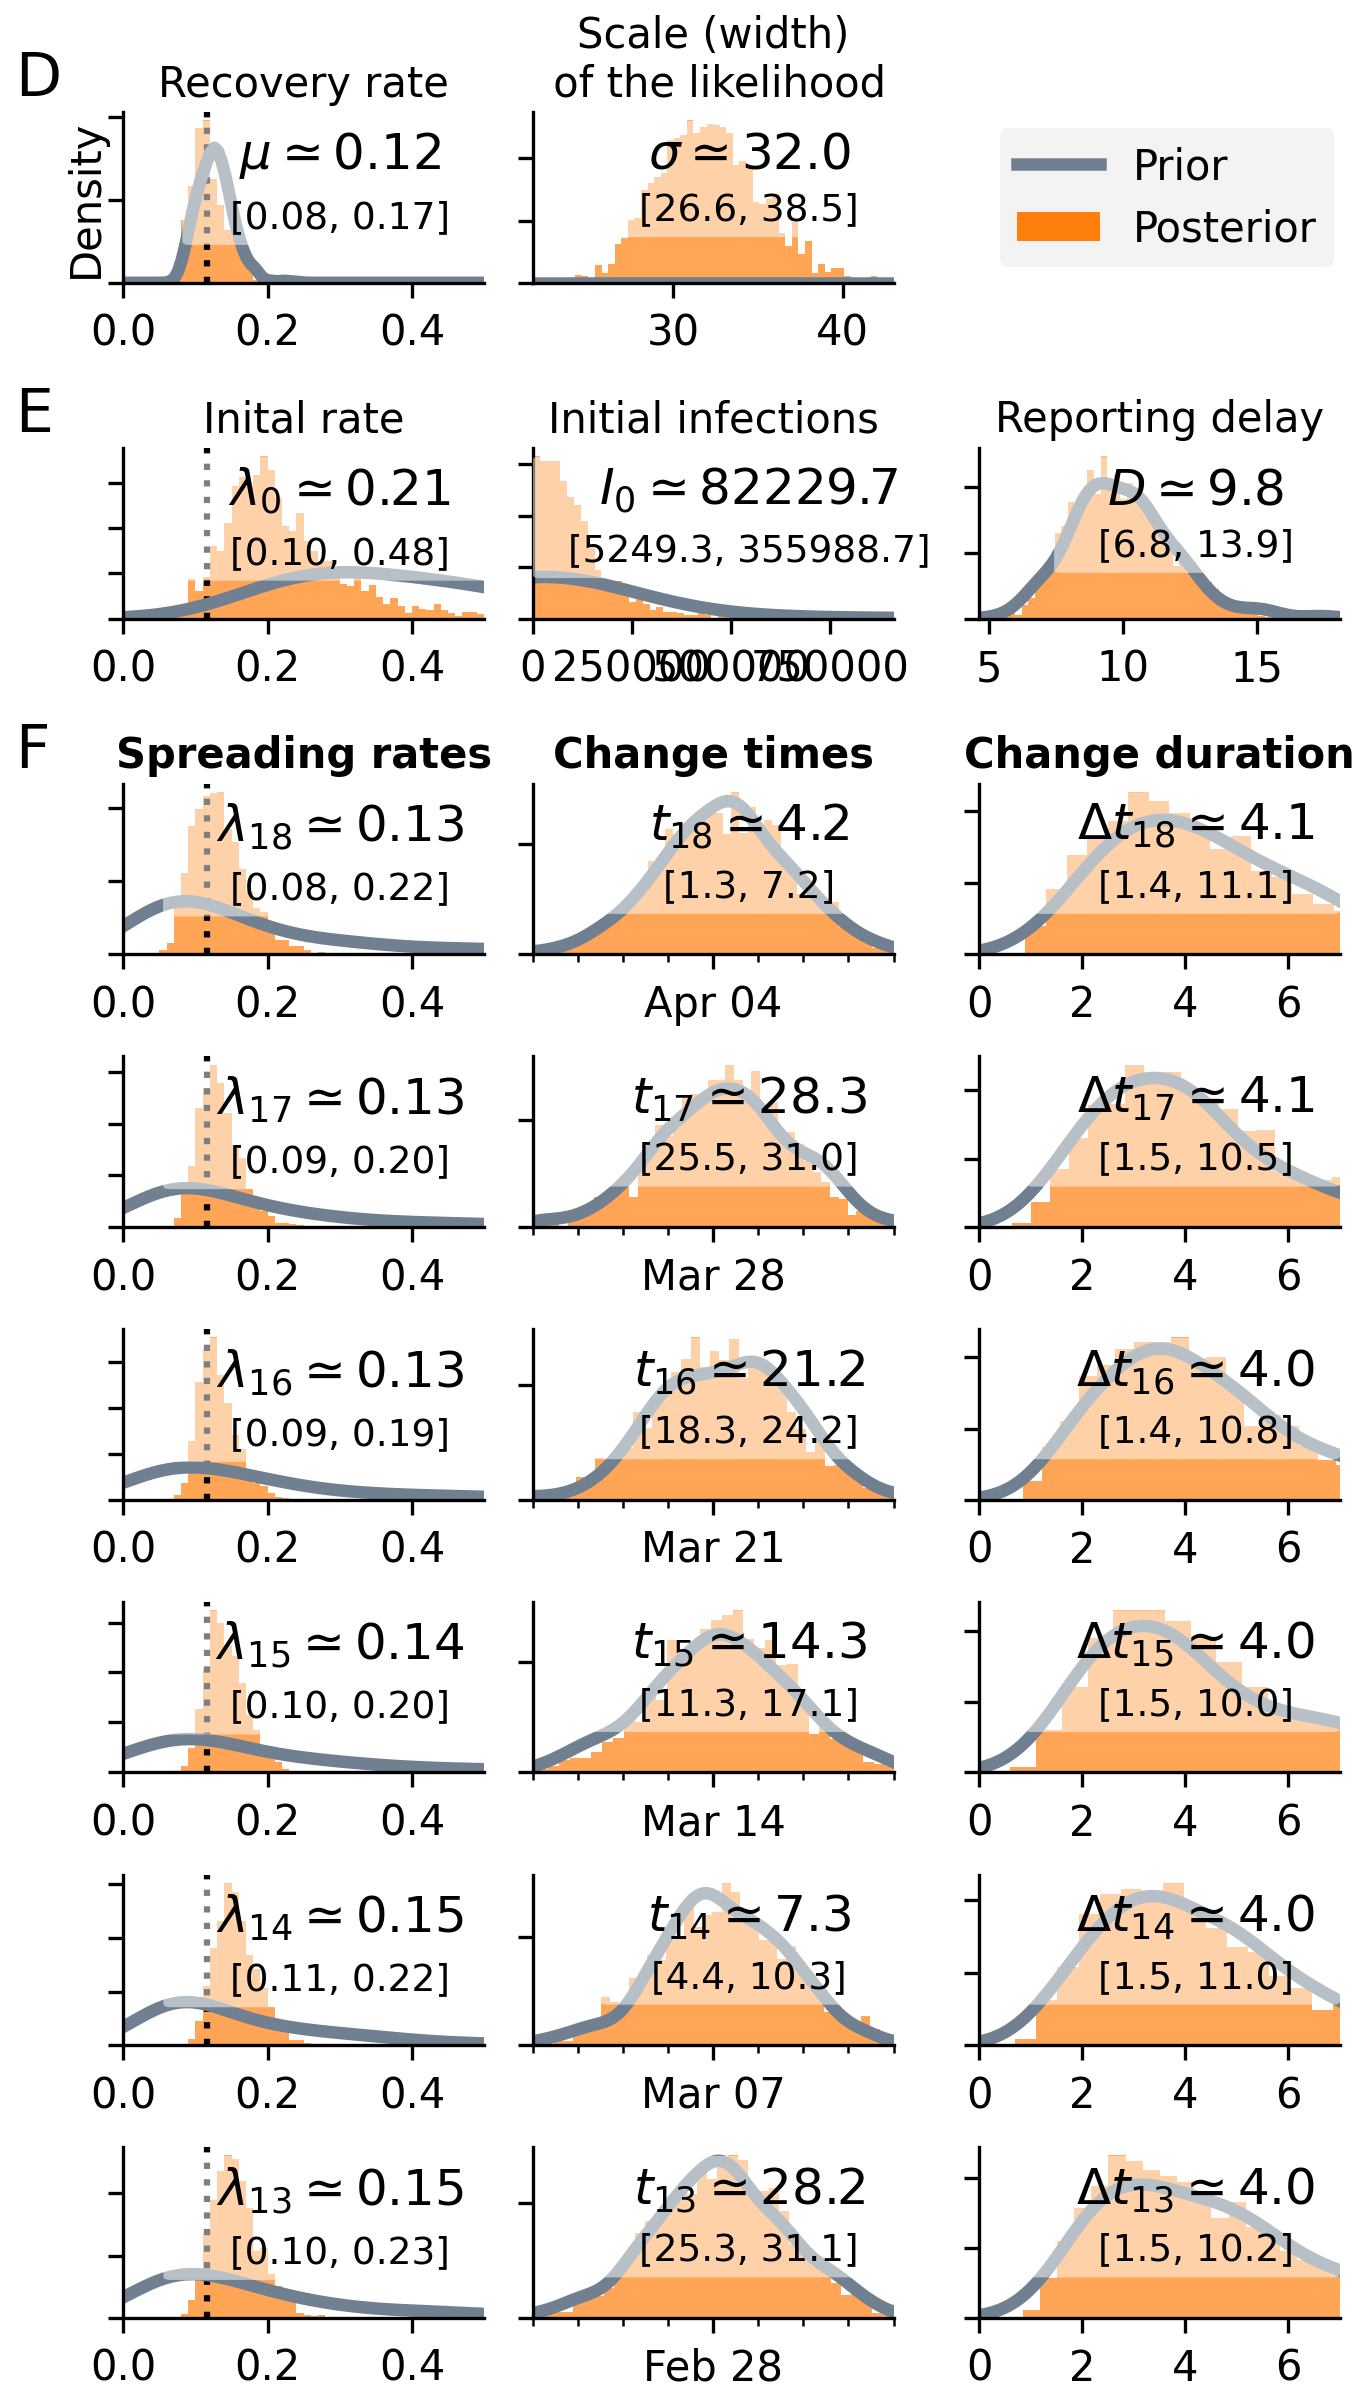 D
Recovery rate
Scale (width)
of the likelihood
Density
μ ≃ 0.12
[0.08, 0.17]
0.0 0.2 0.4
σ ≃ 32.0
[26.6, 38.5]
30 40
Prior
Posterior
E
Inital rate
λ0 ≃ 0.21
[0.10, 0.48]
0.0 0.2 0.4
Initial infections
I0 ≃ 82229.7
[5249.3, 355988.7]
0 250000 500000 750000
Reporting delay
D ≃ 9.8
[6.8, 13.9]
5 10 15
F
Spreading rates
Change times
Change duration
λ18 ≃ 0.13
[0.08, 0.22]
0.0 0.2 0.4
t18 ≃ 4.2
[1.3, 7.2]
Apr 04
Δt18 ≃ 4.1
[1.4, 11.1]
0 2 4 6
λ17 ≃ 0.13
[0.09, 0.20]
0.0 0.2 0.4
t17 ≃ 28.3
[25.5, 31.0]
Mar 28
Δt17 ≃ 4.1
[1.5, 10.5]
0 2 4 6
λ16 ≃ 0.13
[0.09, 0.19]
0.0 0.2 0.4
t16 ≃ 21.2
[18.3, 24.2]
Mar 21
Δt16 ≃ 4.0
[1.4, 10.8]
0 2 4 6
λ15 ≃ 0.14
[0.10, 0.20]
0.0 0.2 0.4
t15 ≃ 14.3
[11.3, 17.1]
Mar 14
Δt15 ≃ 4.0
[1.5, 10.0]
0 2 4 6
λ14 ≃ 0.15
[0.11, 0.22]
0.0 0.2 0.4
t14 ≃ 7.3
[4.4, 10.3]
Mar 07
Δt14 ≃ 4.0
[1.5, 11.0]
0 2 4 6
λ13 ≃ 0.15
[0.10, 0.23]
0.0 0.2 0.4
t13 ≃ 28.2
[25.3, 31.1]
Feb 28
Δt13 ≃ 4.0
[1.5, 10.2]
0 2 4 6